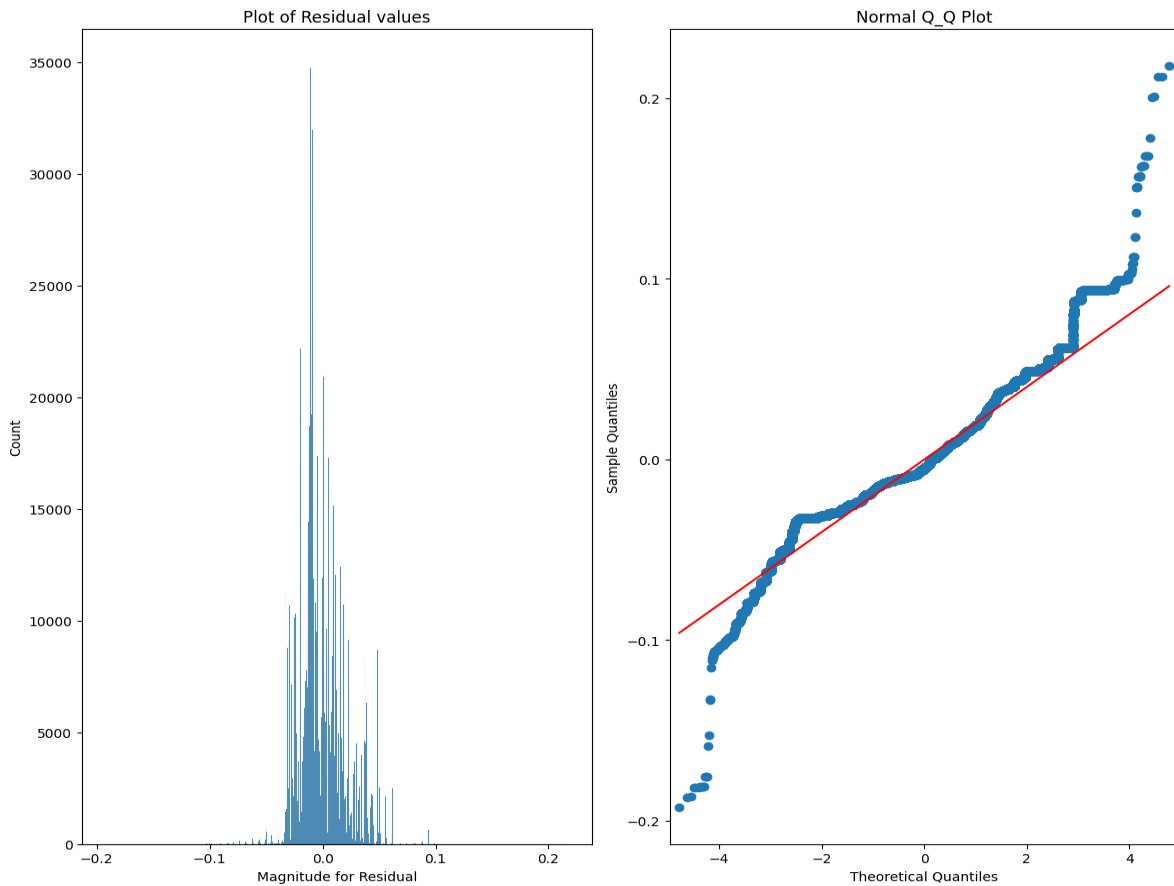 Plot of Residual values
Count
35000
30000
25000
20000
15000
10000
5000
0
−0.2 −0.1 0.0 0.1 0.2
Magnitude for Residual
Normal Q_Q Plot
Sample Quantiles
0.2
0.1
0.0
−0.1
−0.2
−4 −2 0 2 4
Theoretical Quantiles